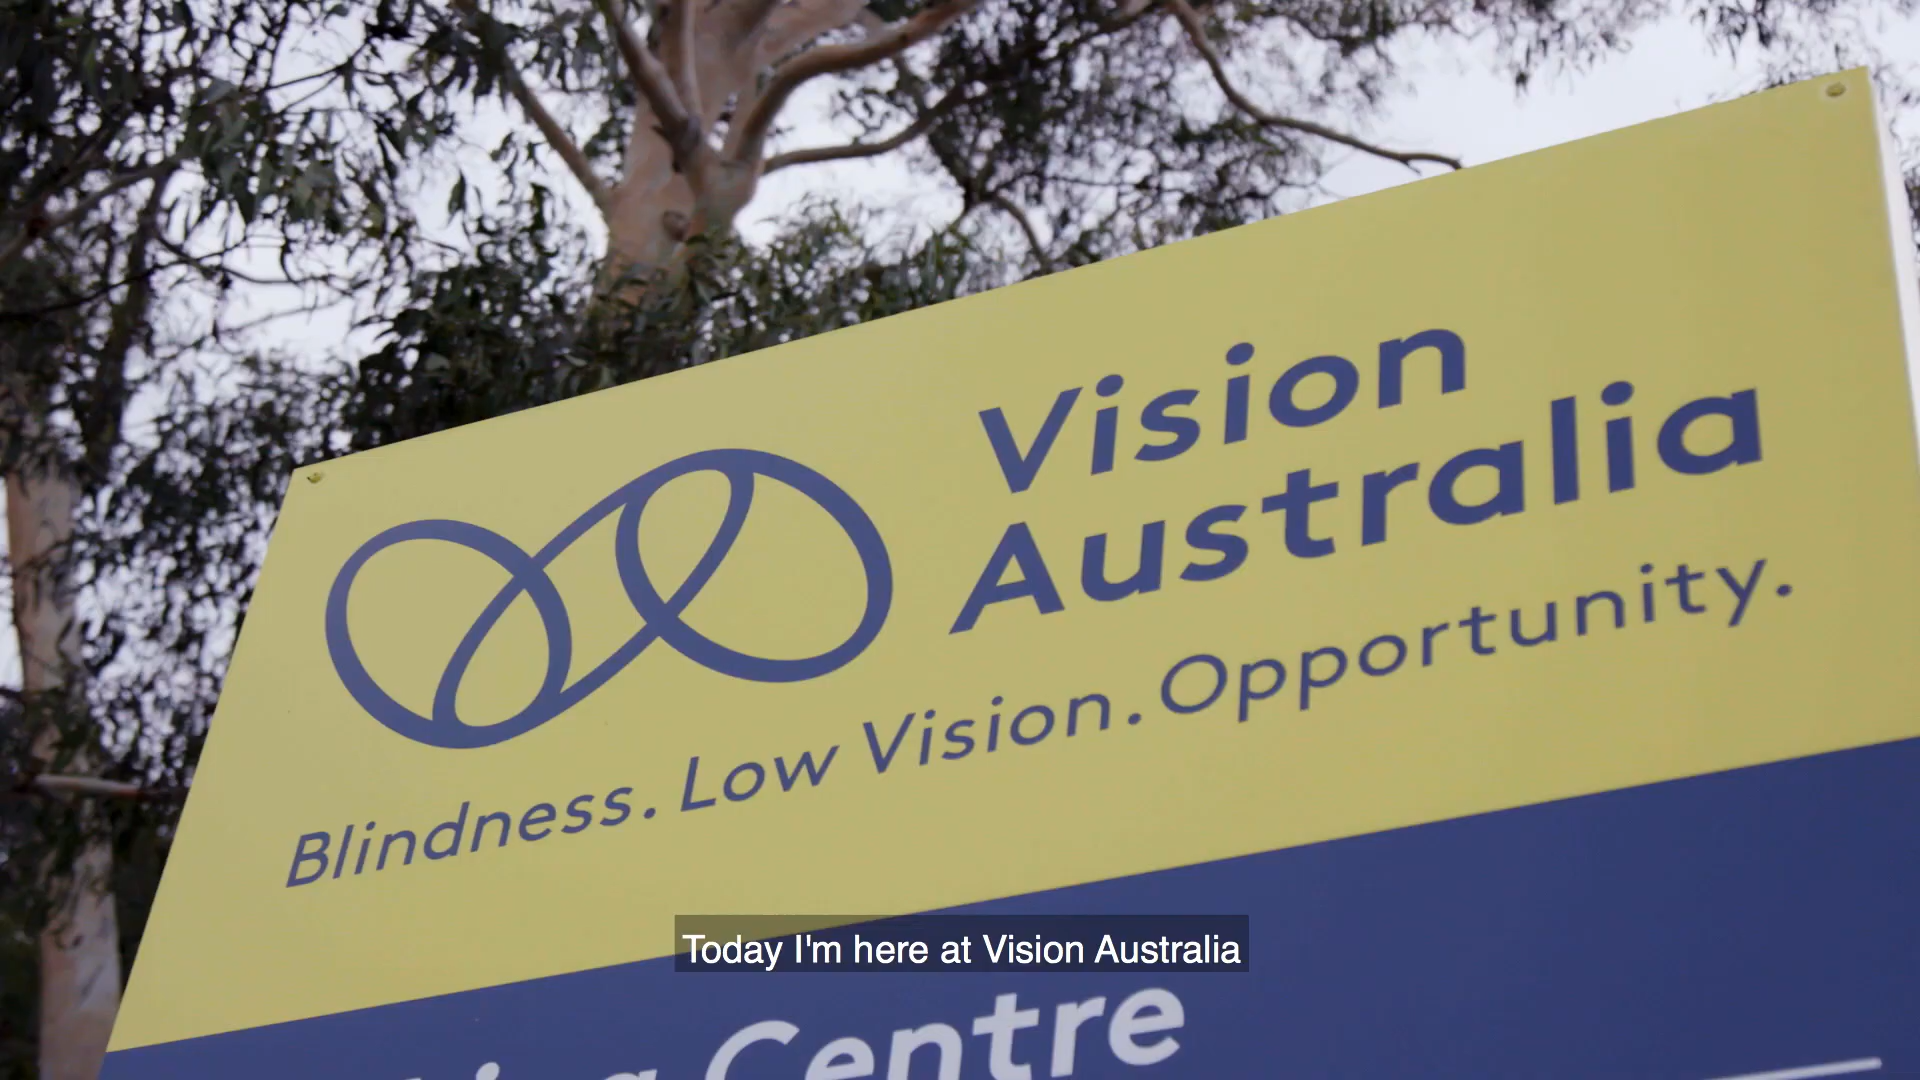 Vision
Australia
Blindness. Low Vision. Opportunity.
Today I'm here at Vision Australia
Centre